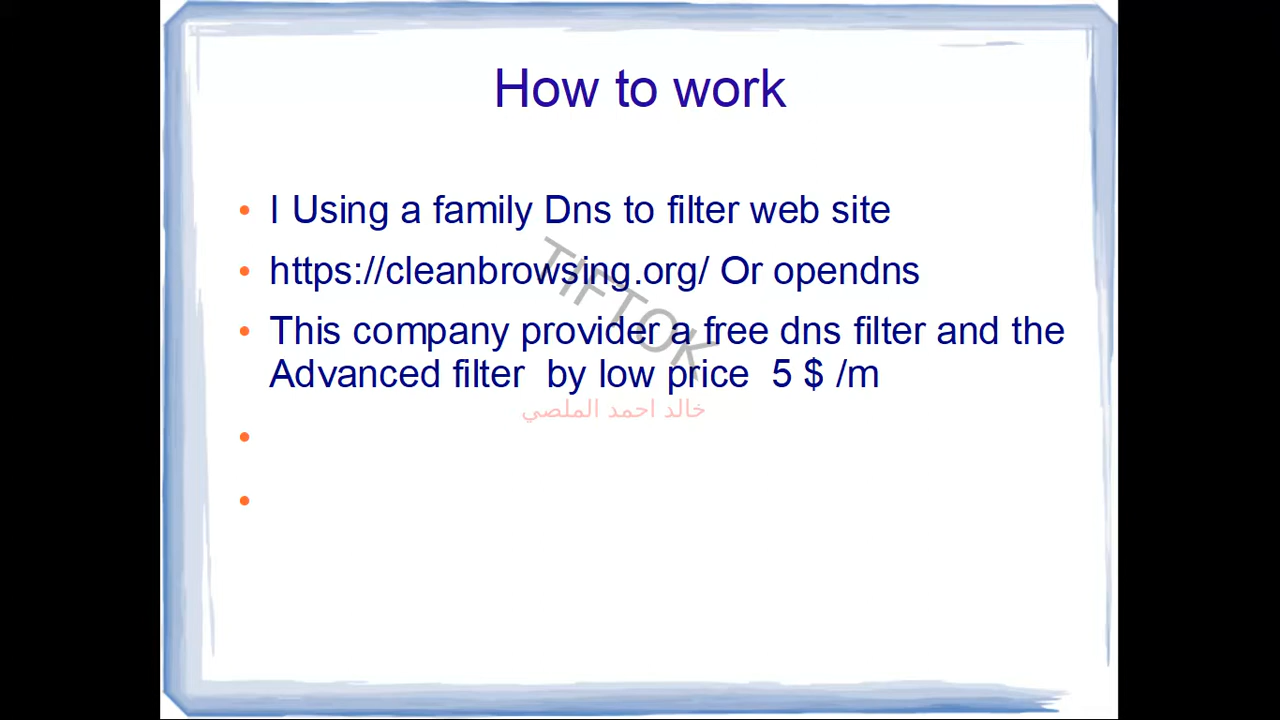 How to work
I Using a family Dns to filter web site
https://cleanbrowsing.org/ Or opendns
This company provider a free dns filter and the
Advanced filter by low price 5 $ /m
TIFTOK
خالد احمد الملصي